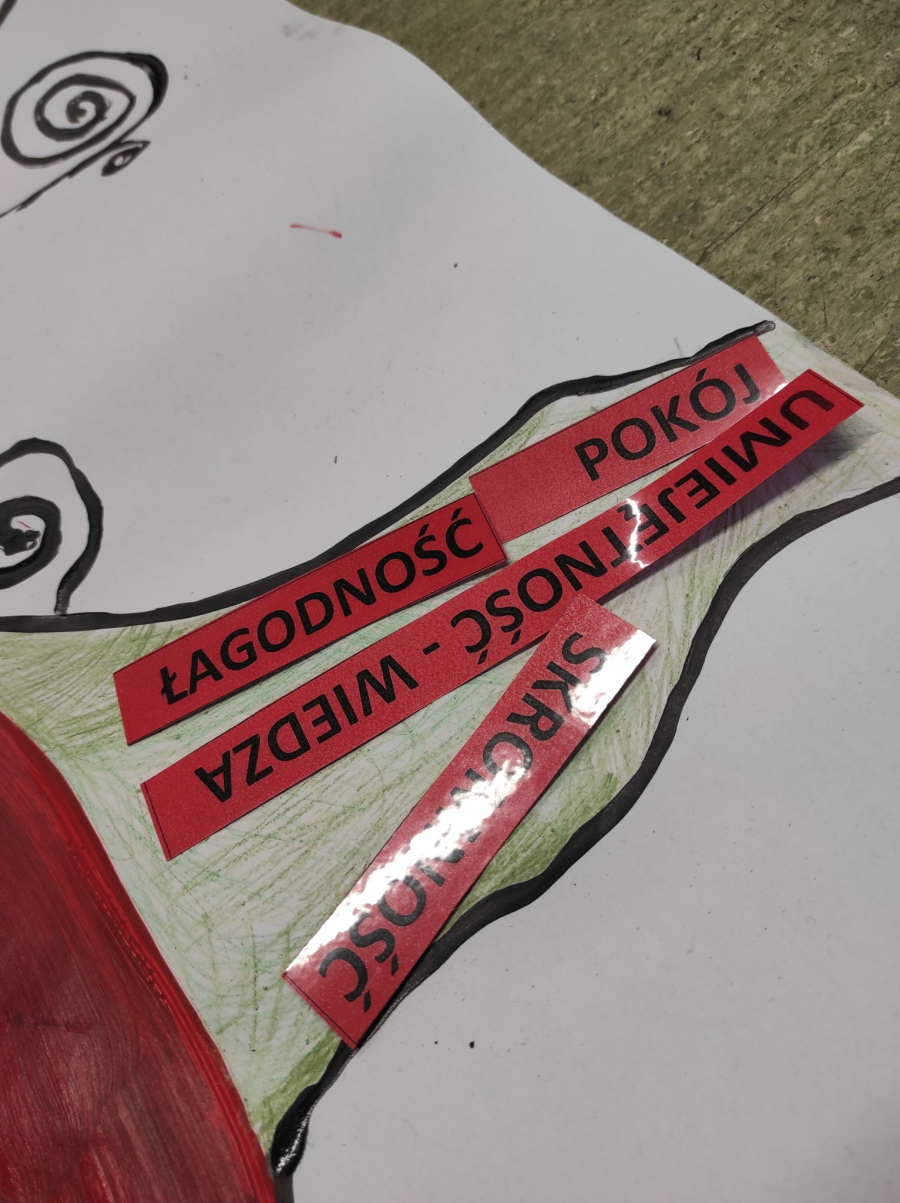 POKÓJ
ŁAGODNOŚĆ
UMIEJĘTNOŚĆ - WIEDZA
SKROMNOŚĆ